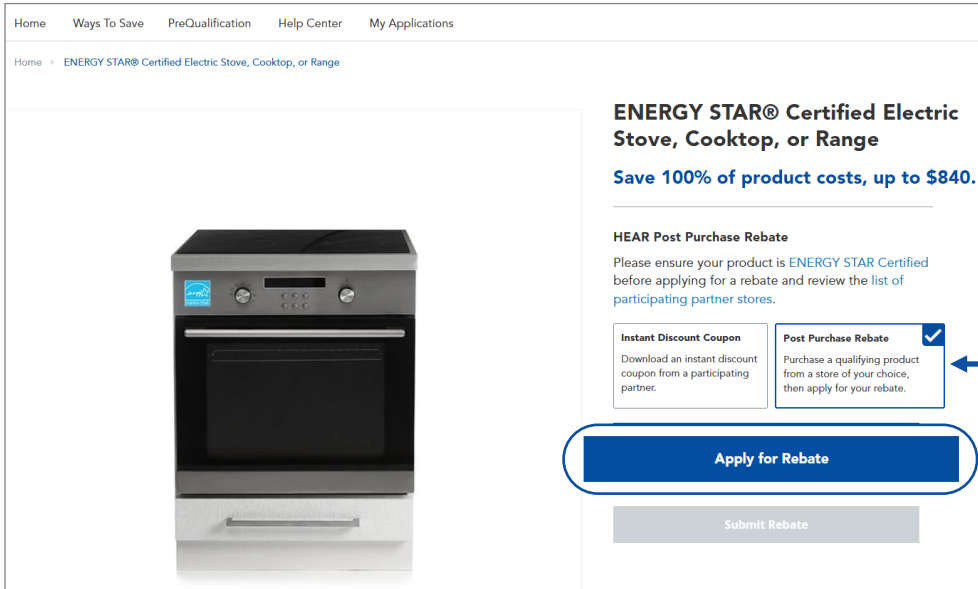 Home Ways To Save PreQualification Help Center My Applications
Home > ENERGY STAR® Certified Electric Stove, Cooktop, or Range
ENERGY STAR® Certified Electric
Stove, Cooktop, or Range
Save 100% of product costs, up to $840.
HEAR Post Purchase Rebate
Please ensure your product is ENERGY STAR Certified
before applying for a rebate and review the list of
participating partner stores.
Instant Discount Coupon
Download an instant discount
coupon from a participating
partner.
Post Purchase Rebate
Purchase a qualifying product
from a store of your choice,
then apply for your rebate.
Apply for Rebate
Submit Rebate